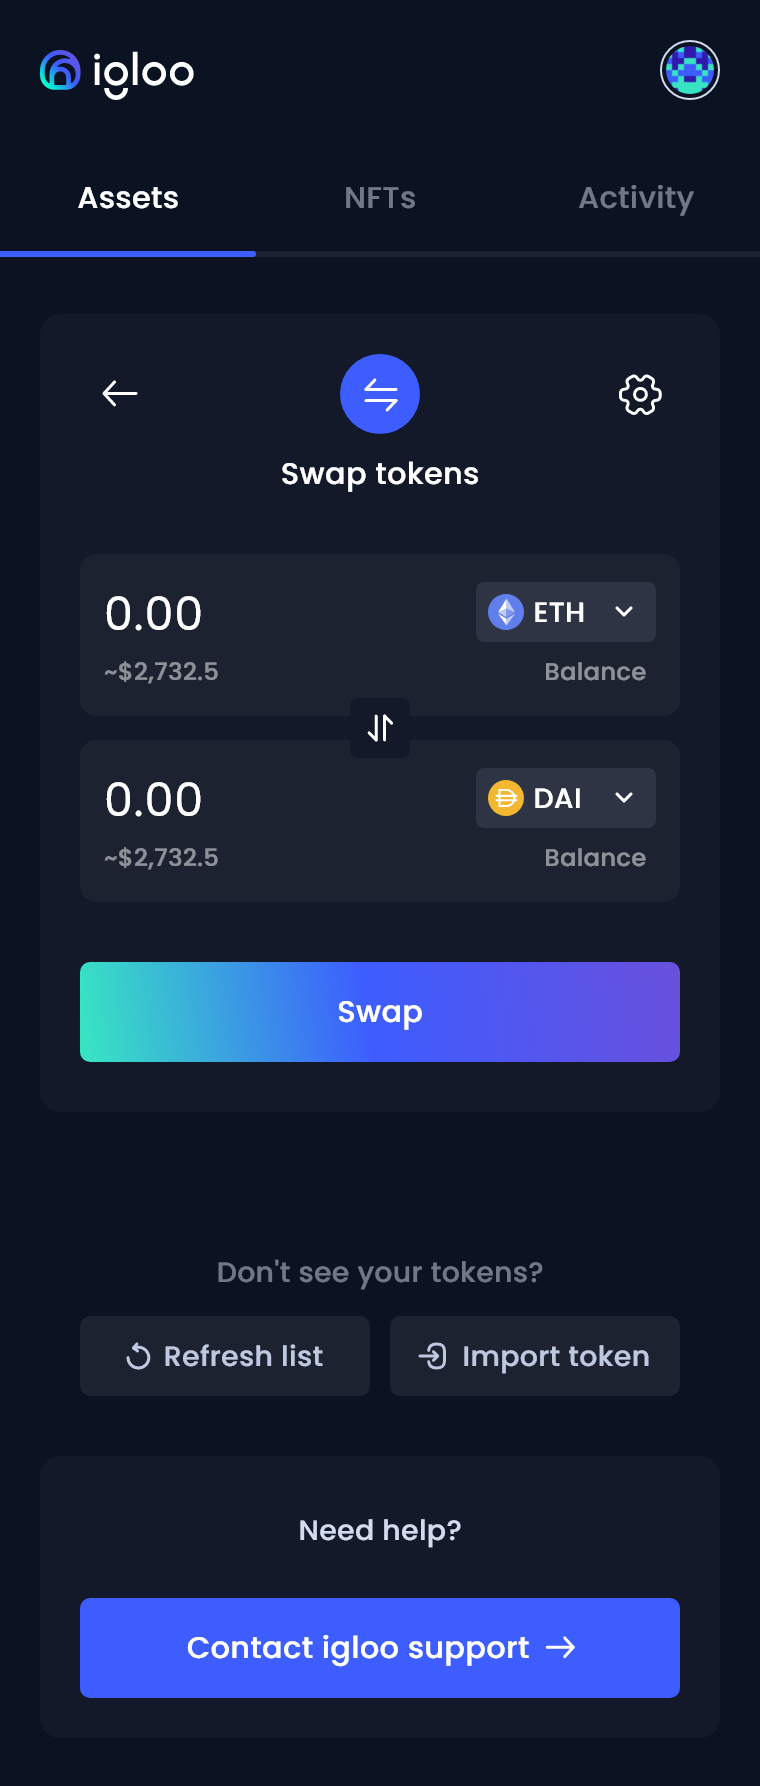 igloo
Assets NFTs Activity
Swap tokens
0.00 ETH
~$2,732.5 Balance
0.00 DAI
~$2,732.5 Balance
Swap
Don't see your tokens?
Refresh list Import token
Need help?
Contact igloo support →